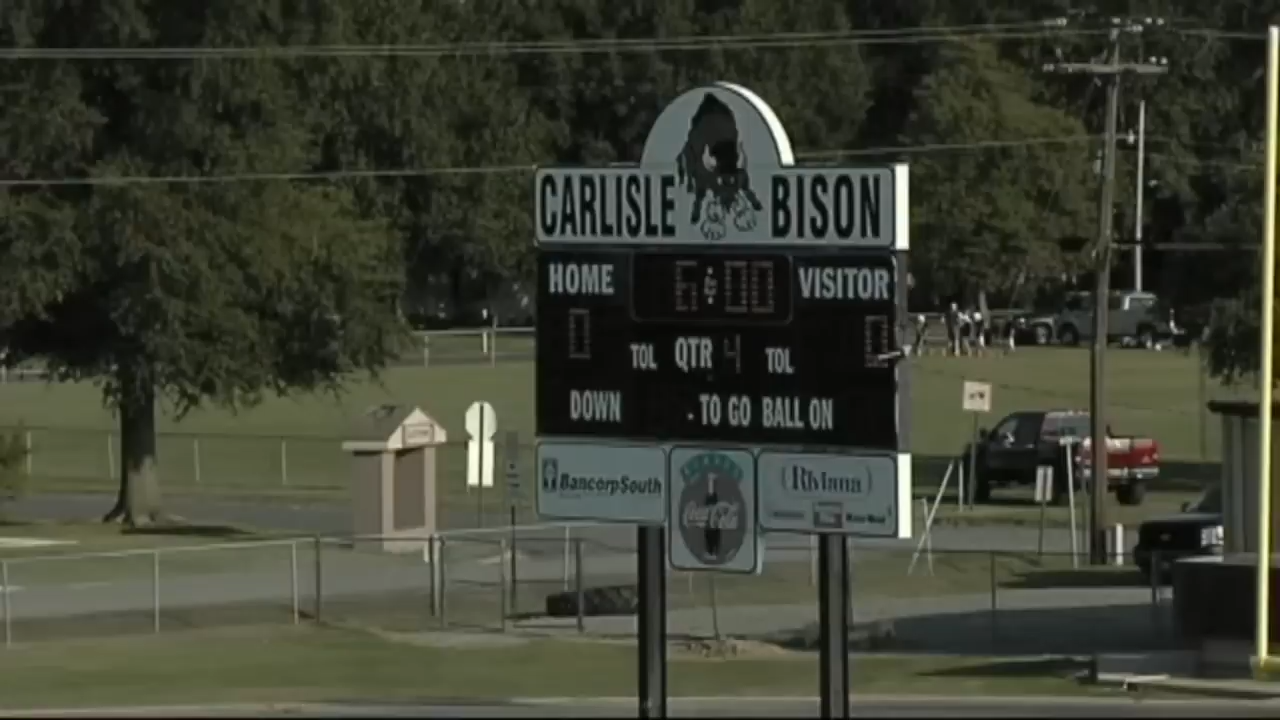 CARLISLE BISON
HOME 6:00 VISITOR
0 TOL QTR 4 TOL 0
DOWN TO GO BALL ON
BancorpSouth
Coca-Cola
Riviana